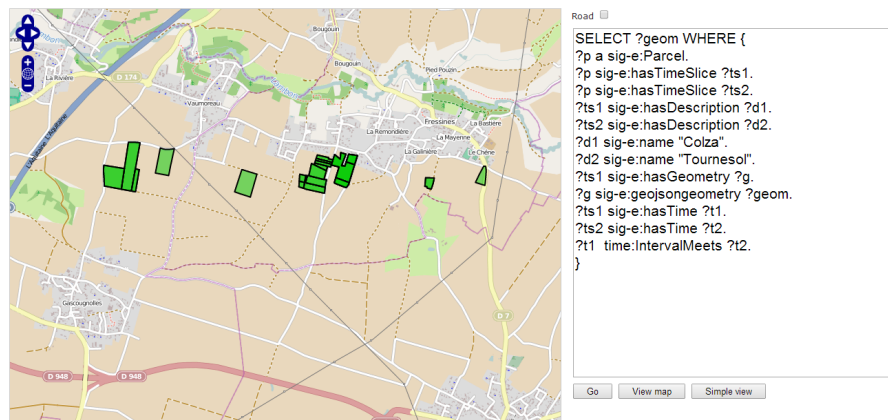 Road
SELECT ?geom WHERE {
?p a sig-e:Parcel.
?p sig-e:hasTimeSlice ?ts1.
?p sig-e:hasTimeSlice ?ts2.
?ts1 sig-e:hasDescription ?d1.
?ts2 sig-e:hasDescription ?d2.
?d1 sig-e:name "Colza".
?d2 sig-e:name "Tournesol".
?ts1 sig-e:hasGeometry ?g.
?g sig-e:geojsongeometry ?geom.
?ts1 sig-e:hasTime ?t1.
?ts2 sig-e:hasTime ?t2.
?t1 time:IntervalMeets ?t2.
}
Go
View map
Simple view
Bougouin
Bougouin
Pied Pouzin
La Rivière
D 174
Vaumoreau
Fressines
La Bastière
La Remondière
La Mayenne
La Galinière
Le Chêne
L'Aquitaine
Gascougnolles
D 7
D 948
D 948